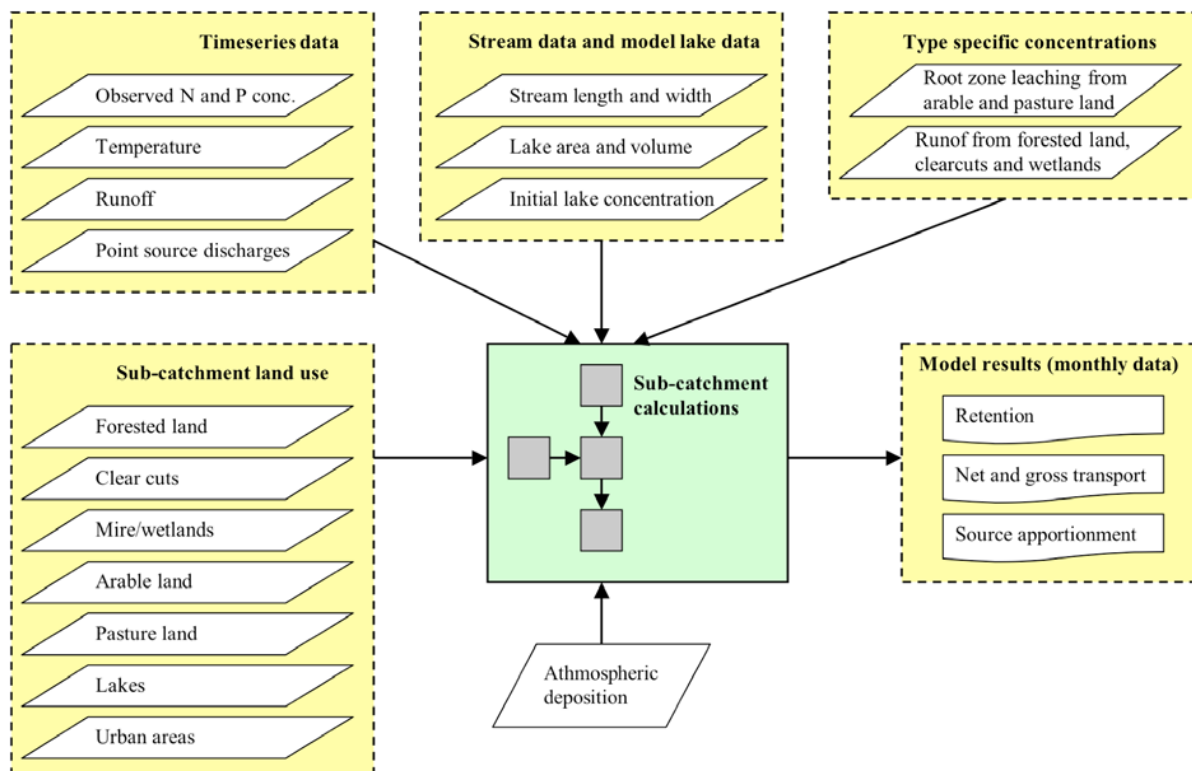 Timeseries data
Observed N and P conc.
Temperature
Runoff
Point source discharges
Stream data and model lake data
Stream length and width
Lake area and volume
Initial lake concentration
Type specific concentrations
Root zone leaching from
arable and pasture land
Runof from forested land,
clearcuts and wetlands
Sub-catchment land use
Forested land
Clear cuts
Mire/wetlands
Arable land
Pasture land
Lakes
Urban areas
Sub-catchment
calculations
Athmospheric
deposition
Model results (monthly data)
Retention
Net and gross transport
Source apportionment